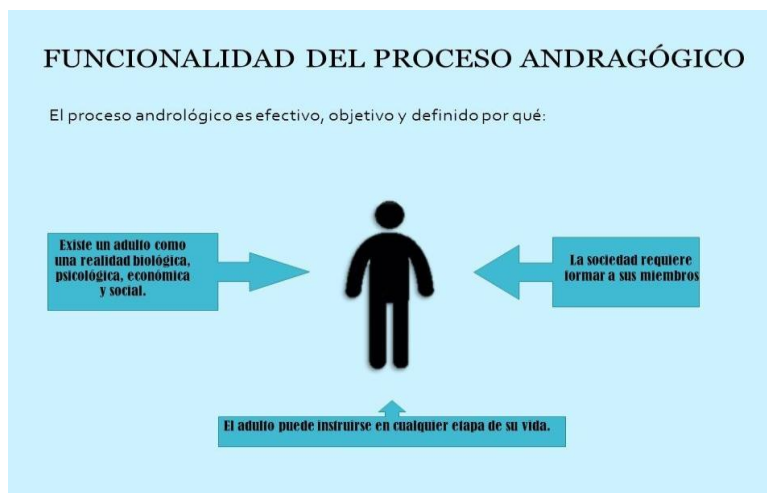 FUNCIONALIDAD DEL PROCESO ANDRAGÓGICO
El proceso andrológico es efectivo, objetivo y definido por qué:
Existe un adulto como
una realidad biológica,
psicológica, económica
y social.
La sociedad requiere
formar a sus miembros
El adulto puede instruirse en cualquier etapa de su vida.